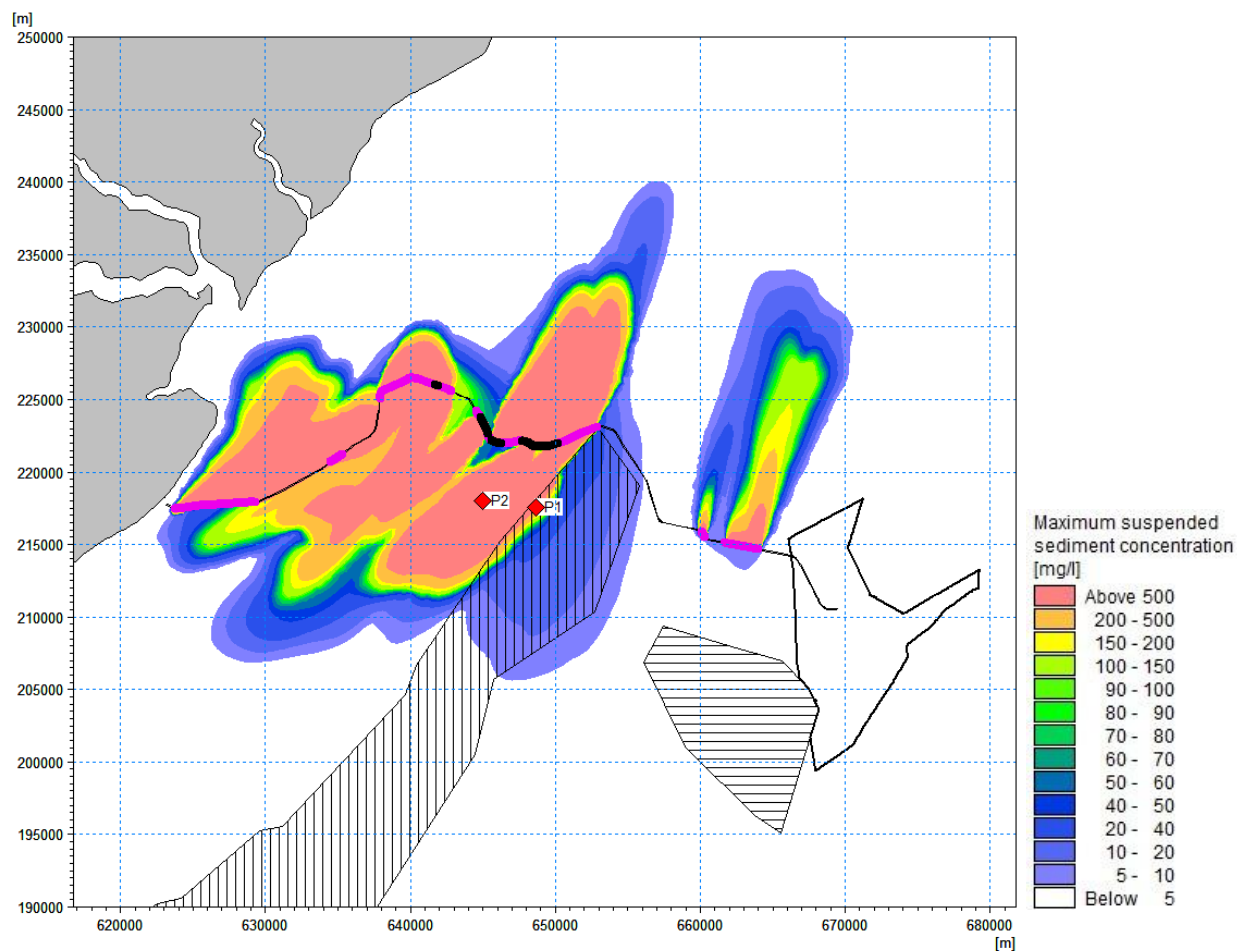 [m]
250000
245000
240000
235000
230000
225000
220000
215000
210000
205000
200000
195000
190000
P2
P1
620000 630000 640000 650000 660000 670000 680000
[m]
Maximum suspended
sediment concentration
[mg/l]
Above 500
200 - 500
150 - 200
100 - 150
90 - 100
80 - 90
70 - 80
60 - 70
50 - 60
40 - 50
20 - 40
10 - 20
5 - 10
Below 5